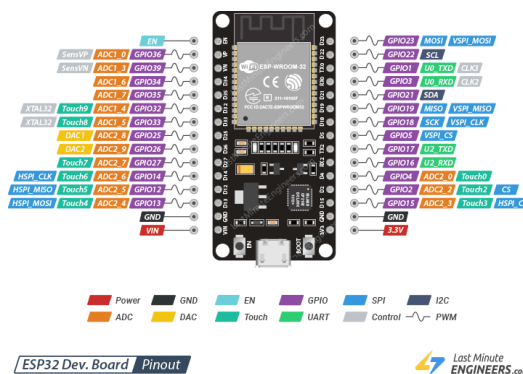 EN
SensVP ADC1_0 GPIO36
SensVN ADC1_3 GPIO39
ADC1_6 GPIO34
ADC1_7 GPIO35
XTAL32 Touch9 ADC1_4 GPIO32
XTAL32 Touch8 ADC1_5 GPIO33
DAC1 ADC2_8 GPIO25
DAC2 ADC2_9 GPIO26
Touch7 ADC2_7 GPIO27
HSPI_CLK Touch6 ADC2_6 GPIO14
HSPI_MISO Touch5 ADC2_5 GPIO12
HSPI_MOSI Touch4 ADC2_4 GPIO13
GND
VIN
WiFi ESP-WROOM-32
EN
BOOT
GPIO23 MOSI VSPI_MOSI
GPIO22 SCL
GPIO1 U0_TXD CLK3
GPIO3 U0_RXD CLK2
GPIO21 SDA
GPIO19 MISO VSPI_MISO
GPIO18 SCK VSPI_CLK
GPIO5 VSPI_CS
GPIO17 U2_TXD
GPIO16 U2_RXD
GPIO4 ADC2_0 Touch0
GPIO2 ADC2_2 Touch2 CS
GPIO15 ADC2_3 Touch3 HSPI_C
GND
3.3V
Power GND EN GPIO SPI I2C
ADC DAC Touch UART Control PWM
ESP32 Dev. Board Pinout
Last Minute
ENGINEERS.com